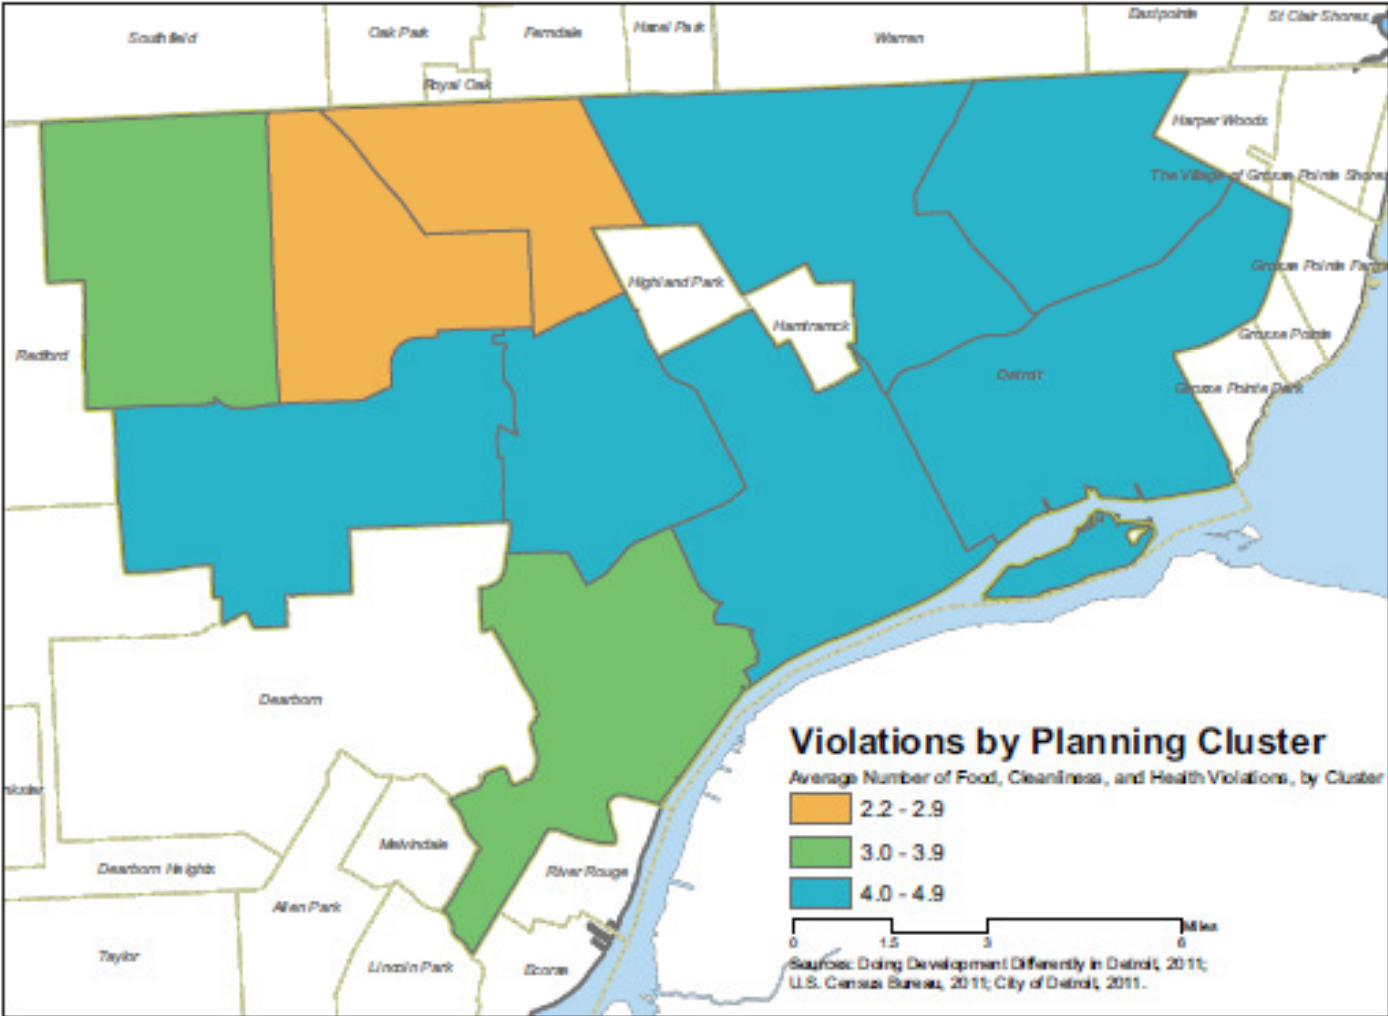 Southfield
Oak Park
Ferndale
Hazel Park
Warren
Eastpointe
St Clair Shores
Royal Oak
Harper Woods
The Village of Grosse Pointe Shores
Highland Park
Grosse Pointe Farms
Hamtramck
Grosse Pointe
Redford
Detroit
Grosse Pointe Park
Dearborn
Violations by Planning Cluster
Average Number of Food, Cleanliness, and Health Violations, by Cluster
2.2 - 2.9
3.0 - 3.9
4.0 - 4.9
Melvindale
Dearborn Heights
River Rouge
Allen Park
Taylor
Lincoln Park
Ecorse
Miles
0 1.5 3 6
Sources: Doing Development Differently in Detroit, 2011;
U.S. Census Bureau, 2011; City of Detroit, 2011.